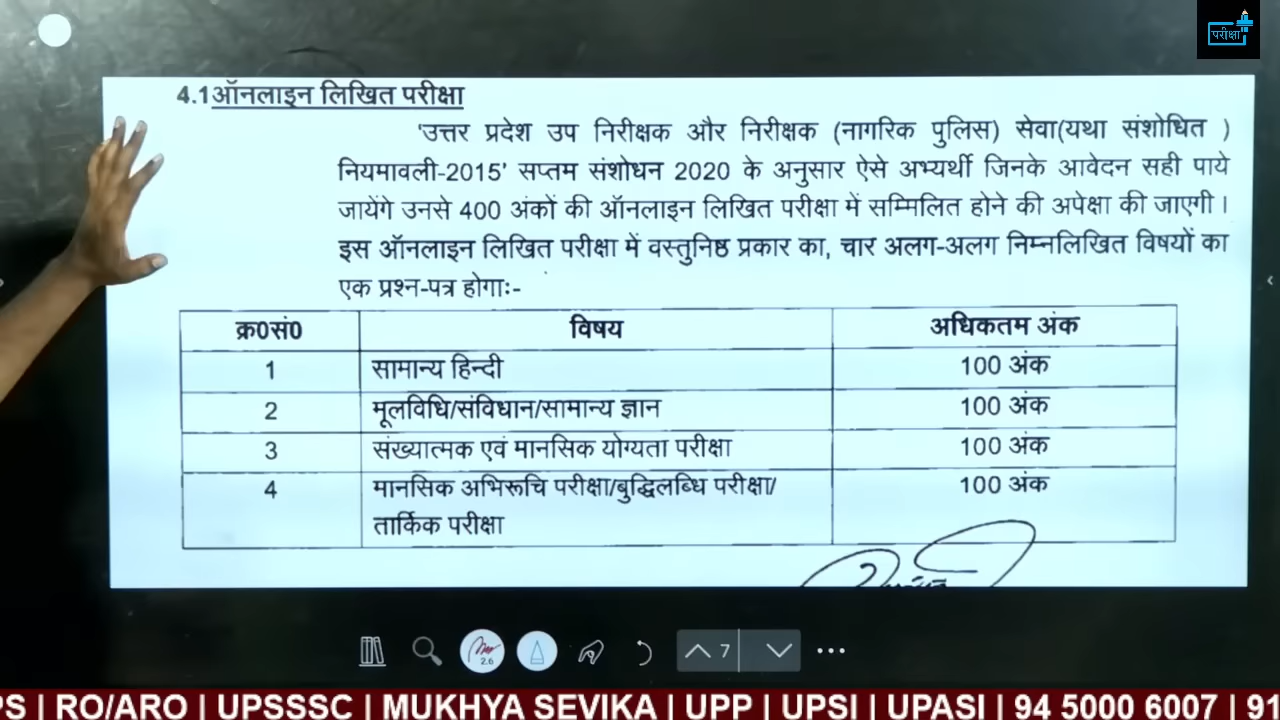 परीक्षा
4.1ऑनलाइन लिखित परीक्षा
'उत्तर प्रदेश उप निरीक्षक और निरीक्षक (नागरिक पुलिस) सेवा(यथा संशोधित )
नियमावली-2015' सप्तम संशोधन 2020 के अनुसार ऐसे अभ्यर्थी जिनके आवेदन सही पाये
जायेंगे उनसे 400 अंकों की ऑनलाइन लिखित परीक्षा में सम्मिलित होने की अपेक्षा की जाएगी।
इस ऑनलाइन लिखित परीक्षा में वस्तुनिष्ठ प्रकार का, चार अलग-अलग निम्नलिखित विषयों का
एक प्रश्न-पत्र होगाः-
क्र0सं0 विषय अधिकतम अंक
1 सामान्य हिन्दी 100 अंक
2 मूलविधि/संविधान/सामान्य ज्ञान 100 अंक
3 संख्यात्मक एवं मानसिक योग्यता परीक्षा 100 अंक
4 मानसिक अभिरूचि परीक्षा/बुद्धिलब्धि परीक्षा/ 100 अंक
तार्किक परीक्षा
2.6
7
PS | RO/ARO | UPSSSC | MUKHYA SEVIKA | UPP | UPSI | UPASI | 94 5000 6007 | 91